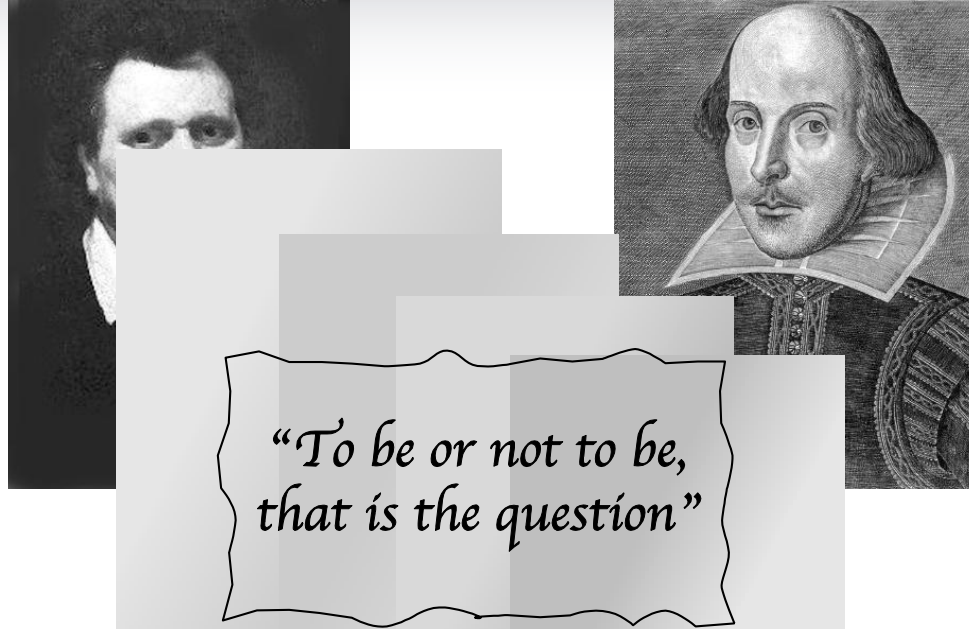 “To be or not to be,
that is the question”